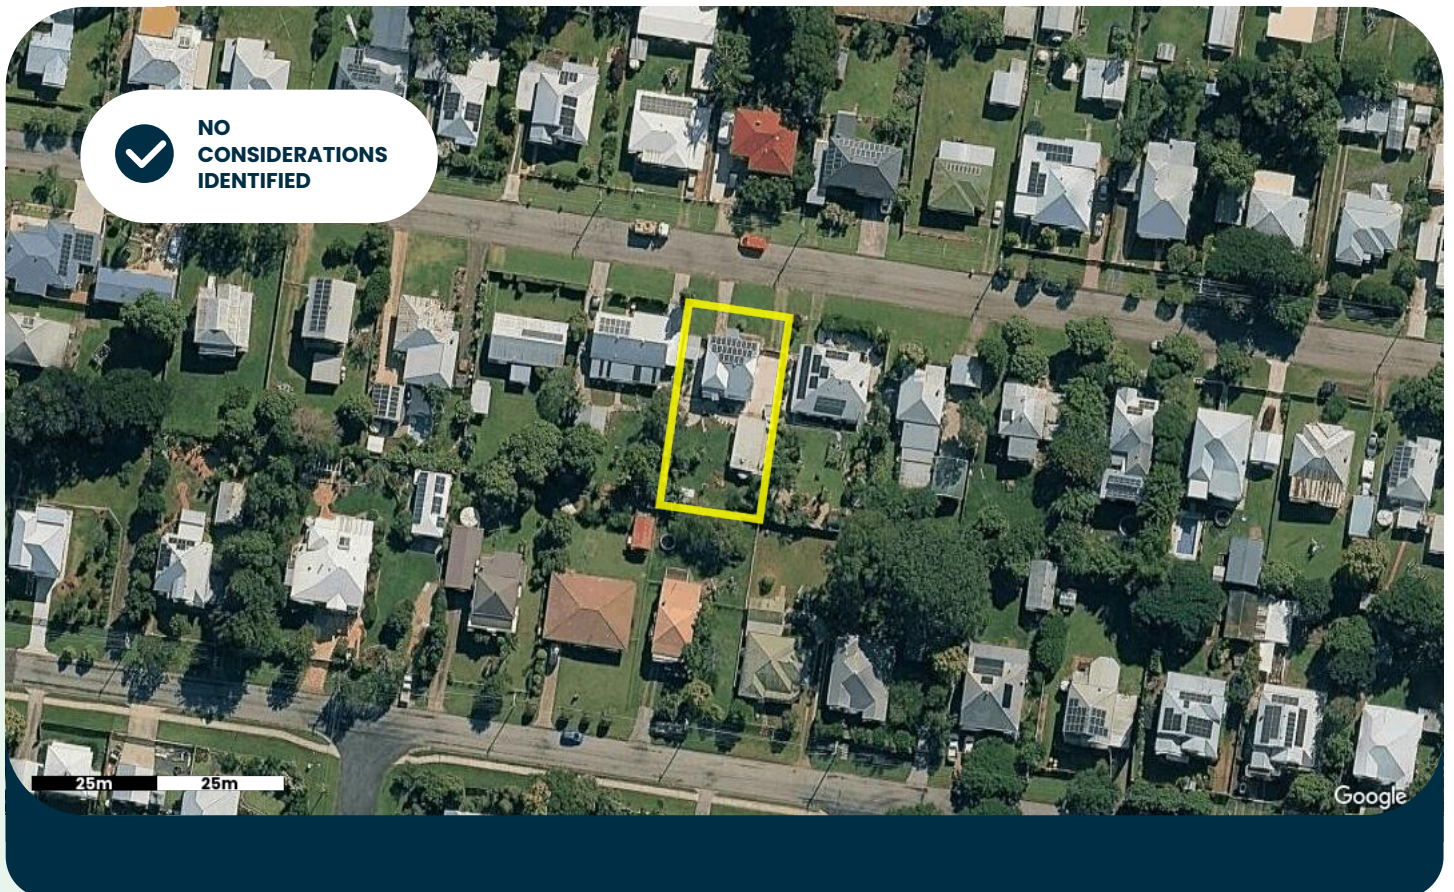 NO
CONSIDERATIONS
IDENTIFIED
25m 25m
Google